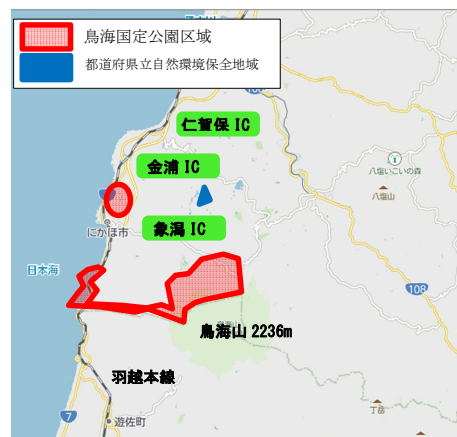 鳥海国定公園区域
都道府県立自然環境保全地域
仁賀保 IC
八塩いこいの森
金浦 IC
八塩山
にかほ市
象潟 IC
日本海
108
鳥海山 2236m
羽越本線
丁岳
7
遊佐町